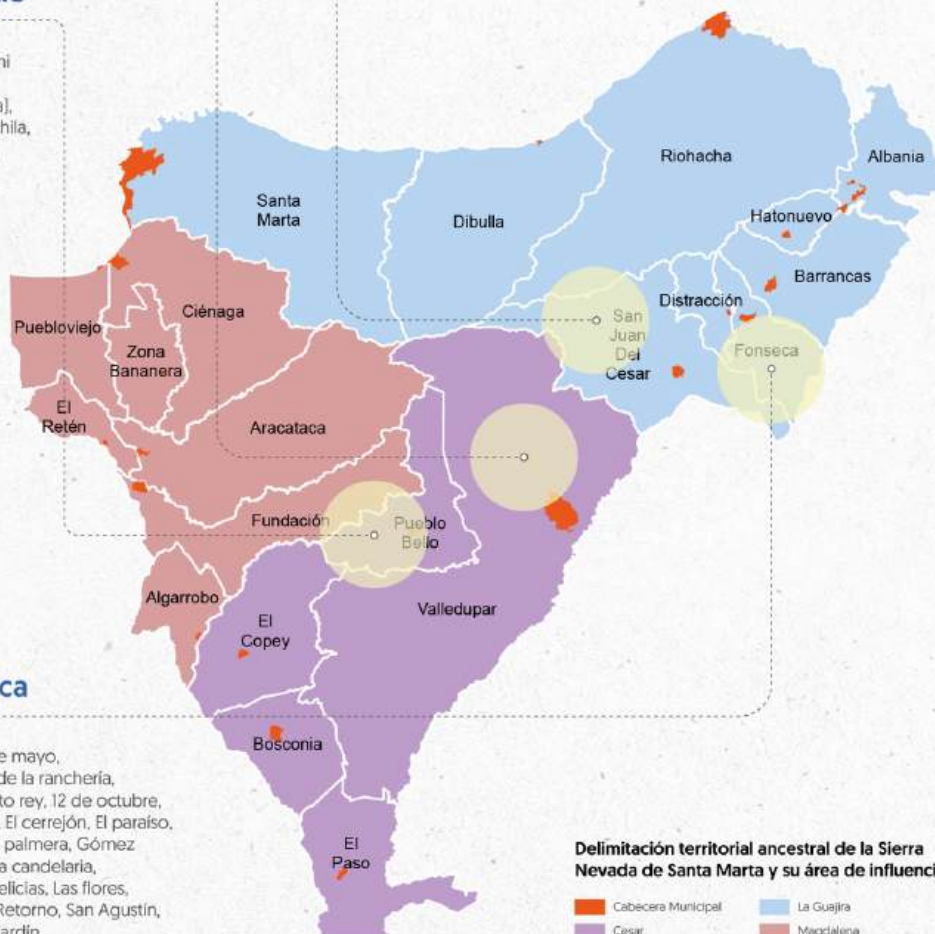 Riohacha
Albania
Santa
Marta
Dibulla
Hatonuevo
Barrancas
Distracción
Ciénaga
Puebloviejo
San
Juan
Del
Cesar
Zona
Bananera
Fonseca
El
Retén
Aracataca
Fundación
Pueblo
Bello
Algarrobo
Valledupar
El
Copey
ca
Bosconia
e mayo,
de la ranchería,
to rey, 12 de octubre,
El cerrejón, El paraíso,
palmera, Gómez
a candelaria,
elicias, Las flores,
Retorno, San Agustín,
El
Paso
Delimitación territorial ancestral de la Sierra
Nevada de Santa Marta y su área de influenci
Cabecera Municipal
La Guajira
Cesar
Magdalena